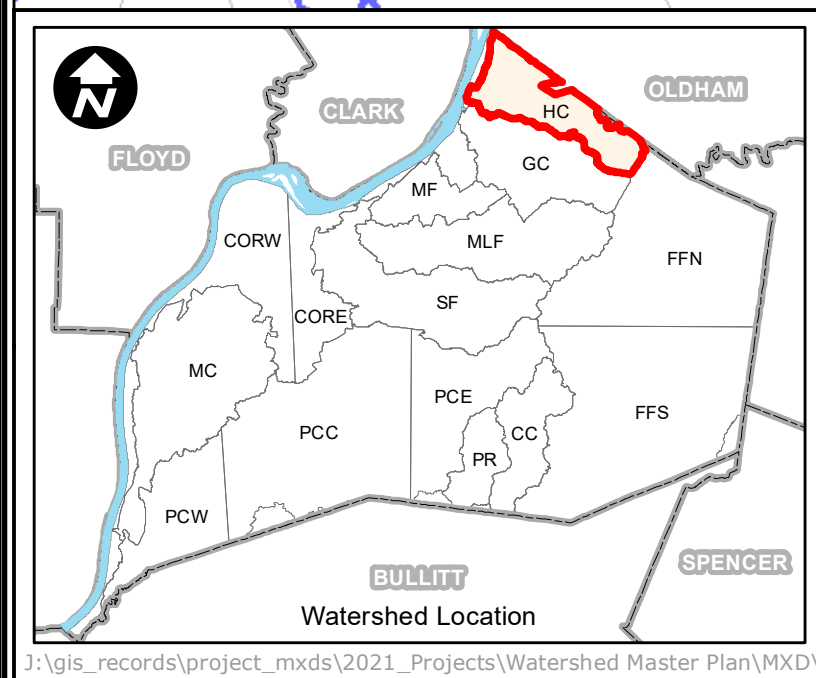 N
OLDHAM
CLARK
HC
FLOYD
GC
MF
CORW
MLF
FFN
SF
CORE
MC
PCE
FFS
PCC
CC
PR
PCW
SPENCER
BULLITT
Watershed Location
J:\gis_records\project_mxds\2021_Projects\Watershed Master Plan\MXD\